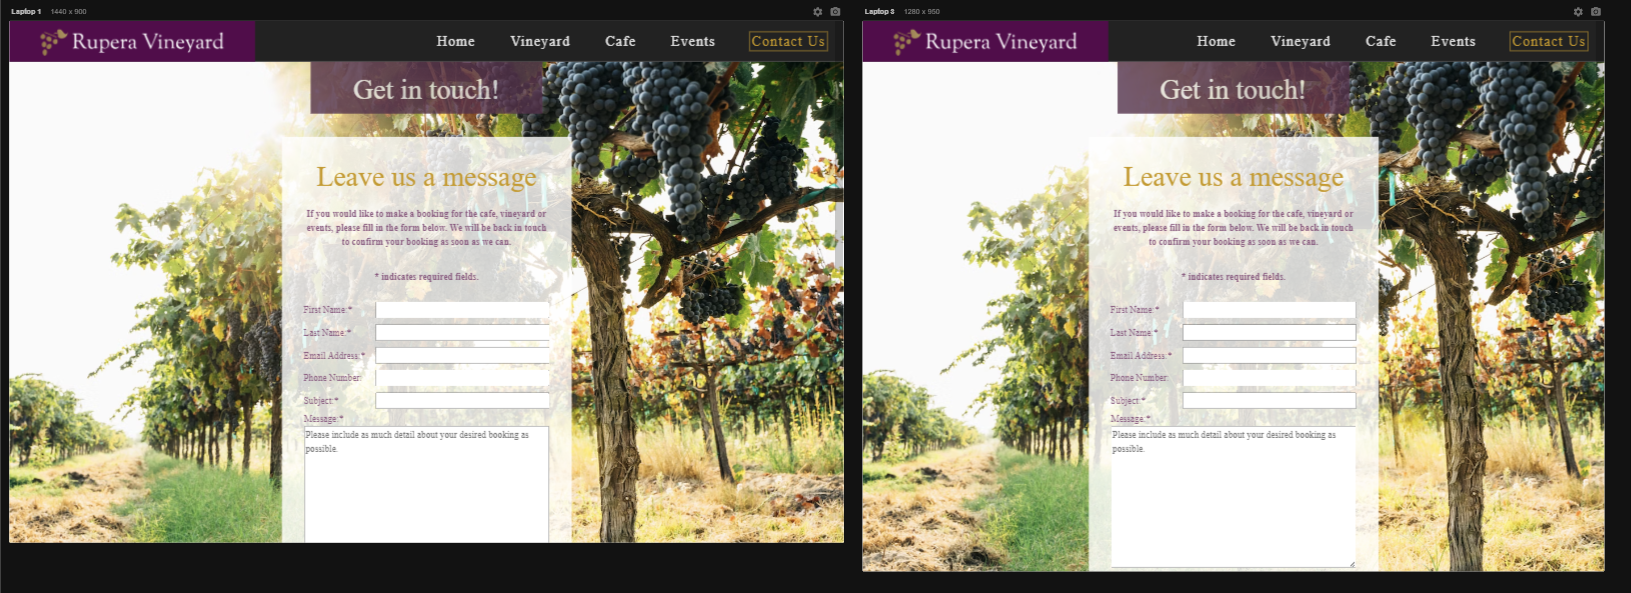 Laptop 1 1440 x 900
Rupera Vineyard
Home Vineyard Cafe Events Contact Us
Get in touch!
Leave us a message
If you would like to make a booking for the cafe, vineyard or
events, please fill in the form below. We will be back in touch
to confirm your booking as soon as we can.
* indicates required fields.
First Name:*
Last Name:*
Email Address:*
Phone Number:
Subject:*
Message:*
Please include as much detail about your desired booking as
possible.
Laptop 3 1280 x 950
Rupera Vineyard
Home Vineyard Cafe Events Contact Us
Get in touch!
Leave us a message
If you would like to make a booking for the cafe, vineyard or
events, please fill in the form below. We will be back in touch
to confirm your booking as soon as we can.
* indicates required fields.
First Name:*
Last Name:*
Email Address:*
Phone Number:
Subject:*
Message:*
Please include as much detail about your desired booking as
possible.